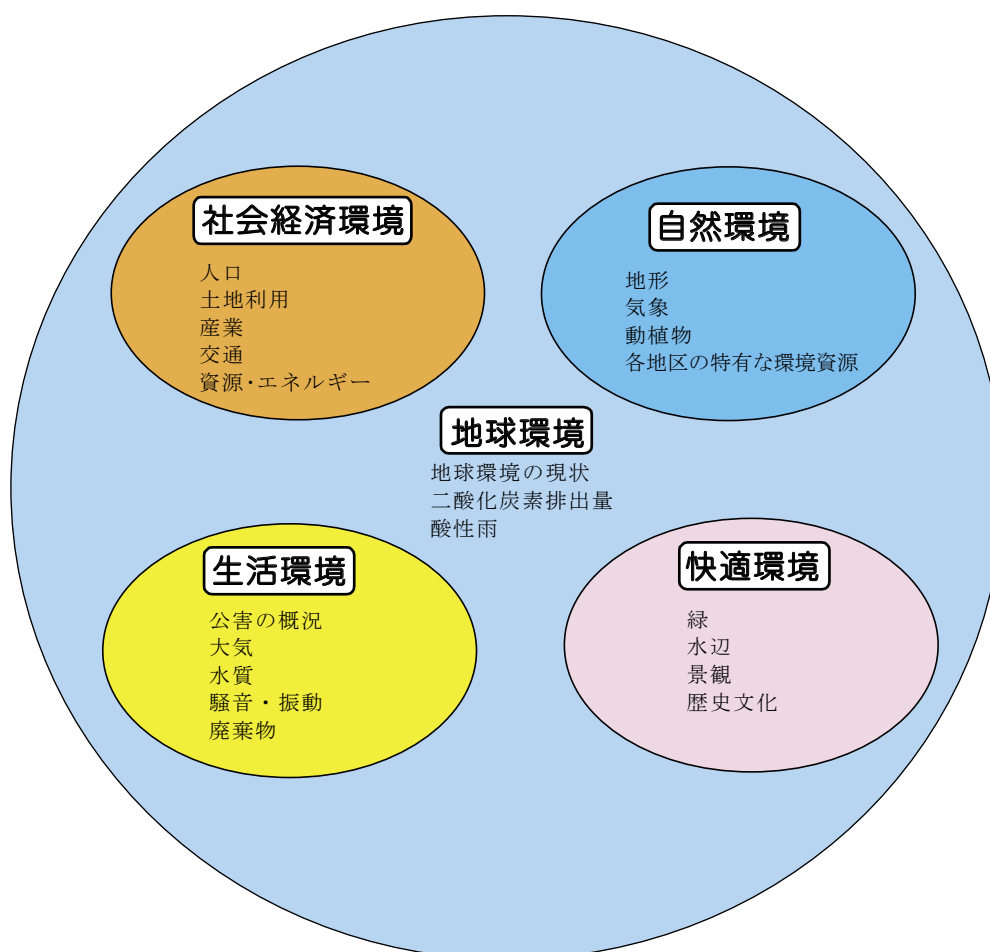 社会経済環境
人口
土地利用
産業
交通
資源・エネルギー
自然環境
地形
気象
動植物
各地区の特有な環境資源
地球環境
地球環境の現状
二酸化炭素排出量
酸性雨
生活環境
公害の概況
大気
水質
騒音・振動
廃棄物
快適環境
緑
水辺
景観
歴史文化